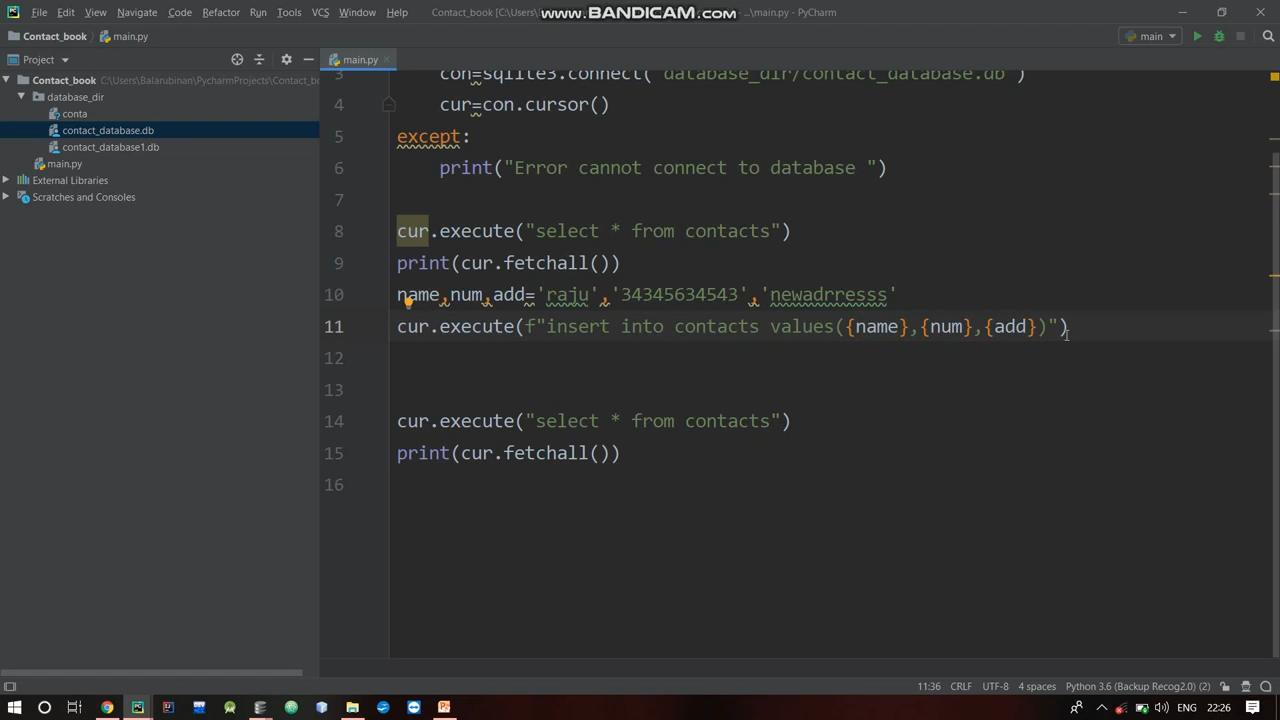 File Edit View Navigate Code Refactor Run Tools VCS Window Help Contact_book [C:\Users\ ...\main.py - PyCharm
www.BANDICAM.com
Contact_book main.py main
Project main.py
Contact_book C:\Users\Balarubinan\PycharmProjects\Contact_bo
database_dir
conta
contact_database.db
contact_database1.db
main.py
External Libraries
Scratches and Consoles
3 con=sqlite3.connect("database_dir/contact_database.db")
4 cur=con.cursor()
5 except:
6 print("Error cannot connect to database ")
7
8 cur.execute("select * from contacts")
9 print(cur.fetchall())
10 name,num,add='raju','34345634543','newadrresss'
11 cur.execute(f"insert into contacts values({name},{num},{add})")
12
13
14 cur.execute("select * from contacts")
15 print(cur.fetchall())
16
11:36 CRLF UTF-8 4 spaces Python 3.6 (Backup Recog2.0) (2)
ENG 22:26